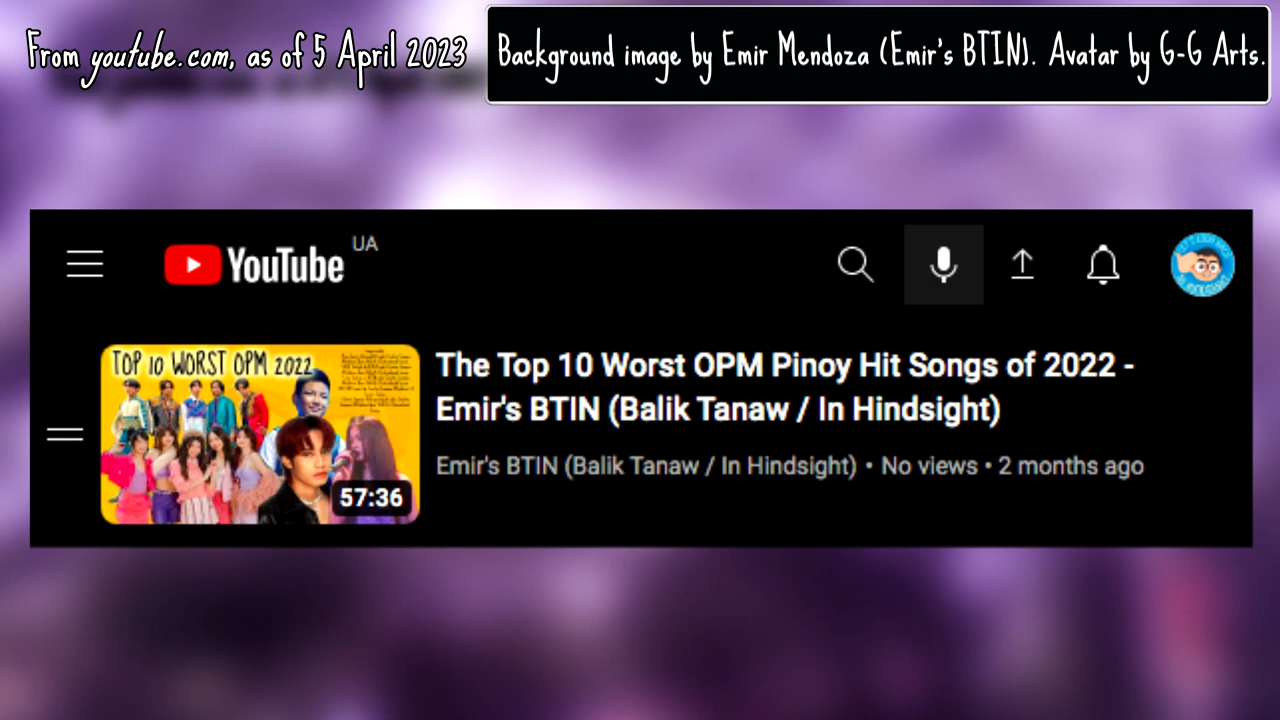 From youtube.com, as of 5 April 2023
Background image by Emir Mendoza (Emir's BTIN). Avatar by G-G Arts.
YouTube UA
TOP 10 WORST OPM 2022
57:36
The Top 10 Worst OPM Pinoy Hit Songs of 2022 -
Emir's BTIN (Balik Tanaw / In Hindsight)
Emir's BTIN (Balik Tanaw / In Hindsight) • No views • 2 months ago